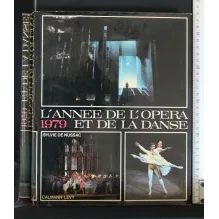 L'ANNEE DE L'OPERA
1979 ET DE LA DANSE
SYLVIE DE NUSSAC
CALMANN LEVY